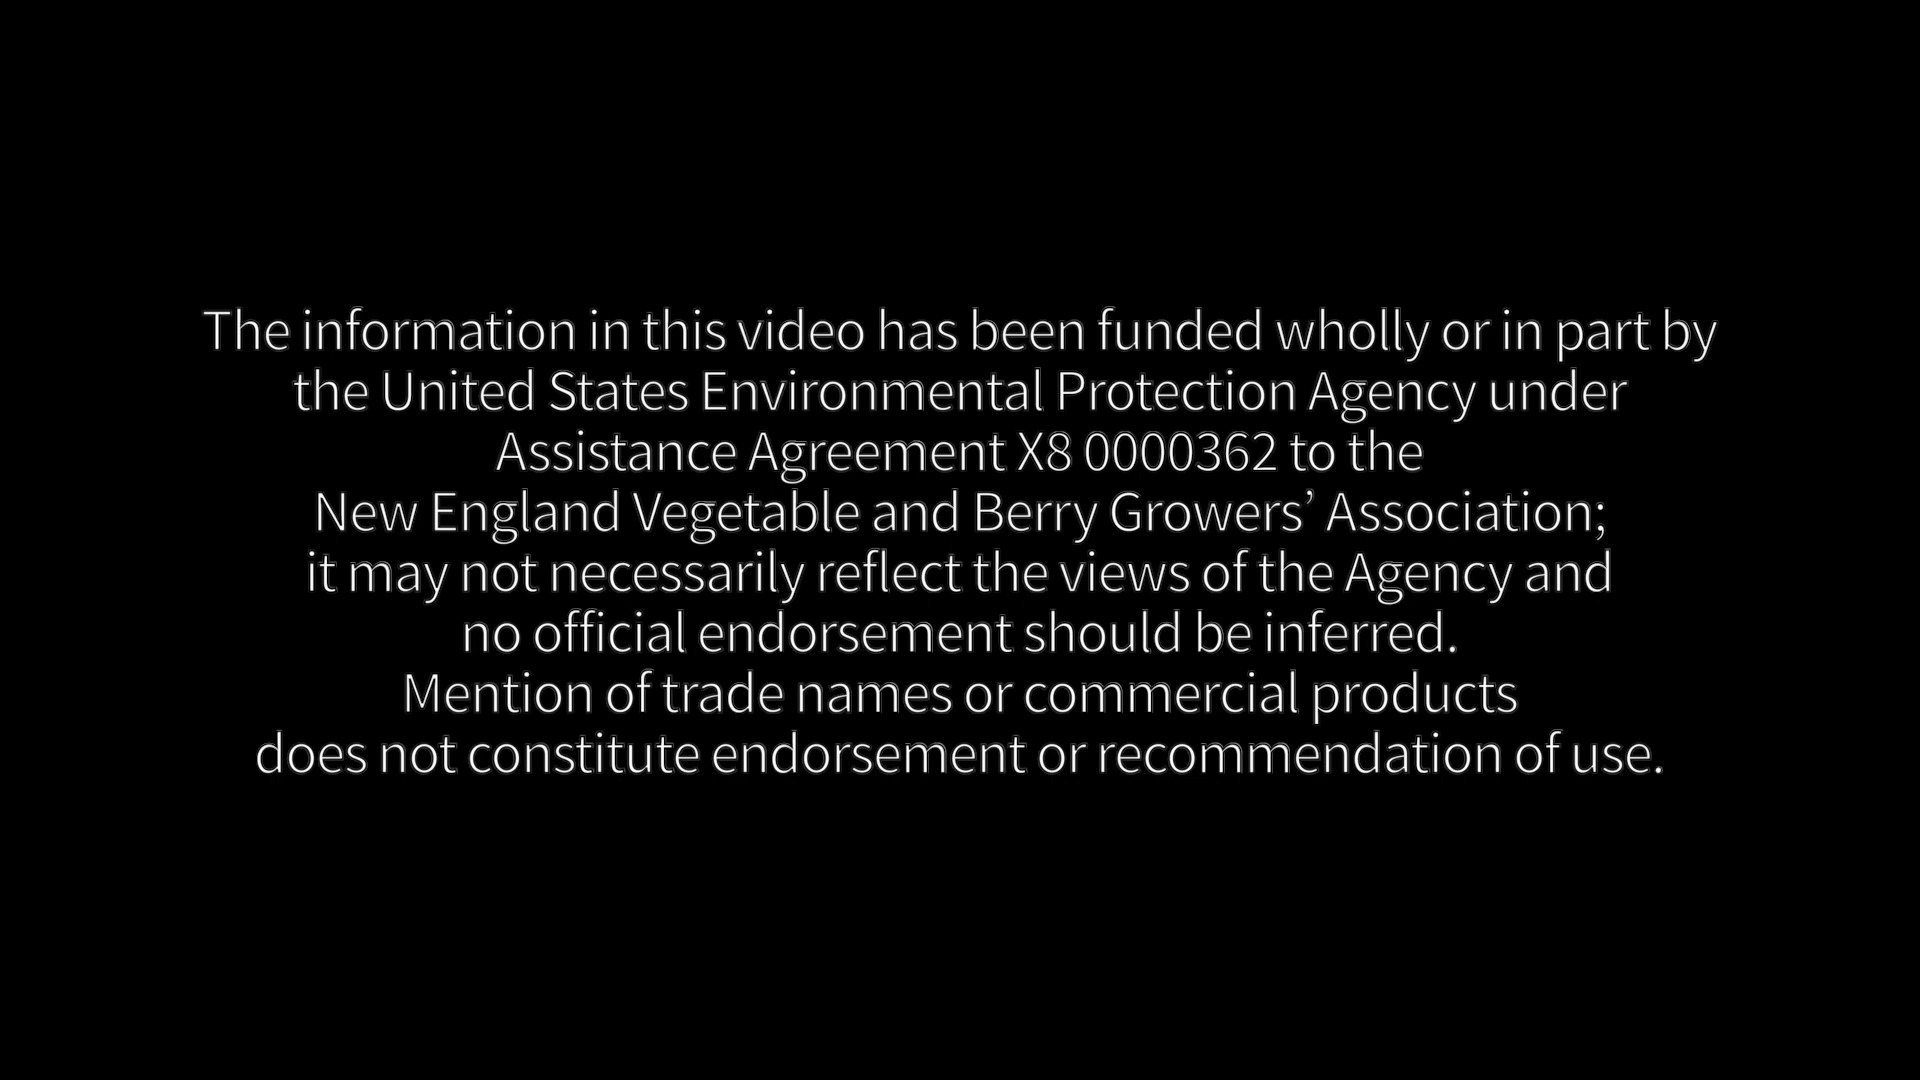 The information in this video has been funded wholly or in part by
the United States Environmental Protection Agency under
Assistance Agreement X8 0000362 to the
New England Vegetable and Berry Growers’ Association;
it may not necessarily reflect the views of the Agency and
no official endorsement should be inferred.
Mention of trade names or commercial products
does not constitute endorsement or recommendation of use.